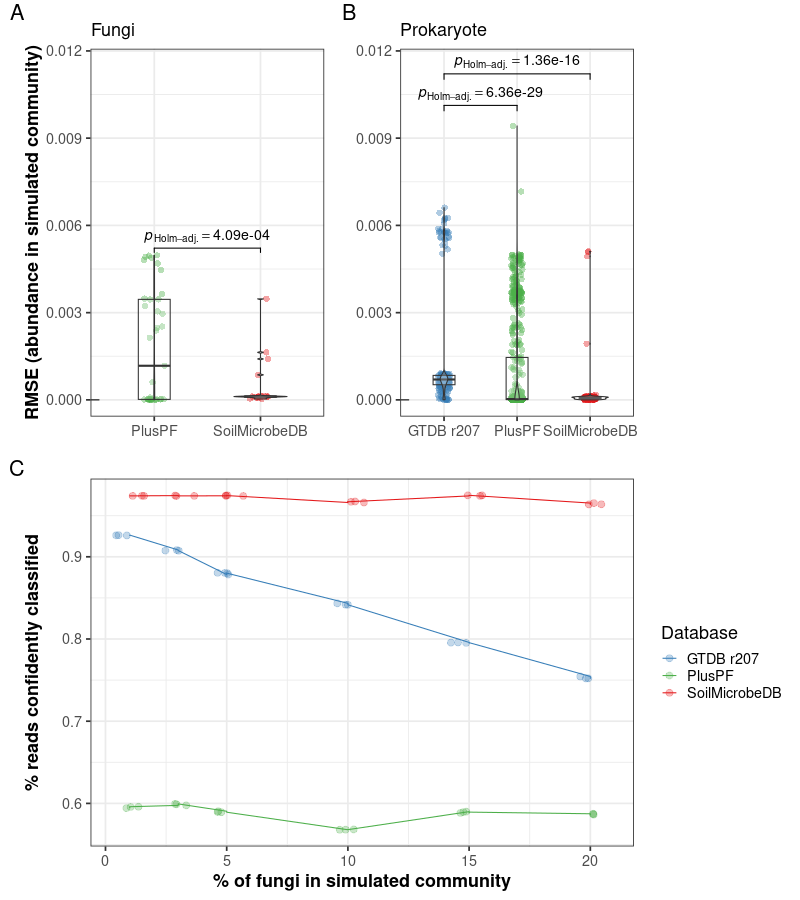 A
Fungi
RMSE (abundance in simulated community)
0.012
0.009
0.006
0.003
0.000
pHolm–adj. = 4.09e-04
PlusPF
SoilMicrobeDB
B
Prokaryote
0.012
0.009
0.006
0.003
0.000
pHolm–adj. = 1.36e-16
pHolm–adj. = 6.36e-29
GTDB r207
PlusPF
SoilMicrobeDB
C
% reads confidently classified
0.9
0.8
0.7
0.6
0
5
10
15
20
% of fungi in simulated community
Database
GTDB r207
PlusPF
SoilMicrobeDB